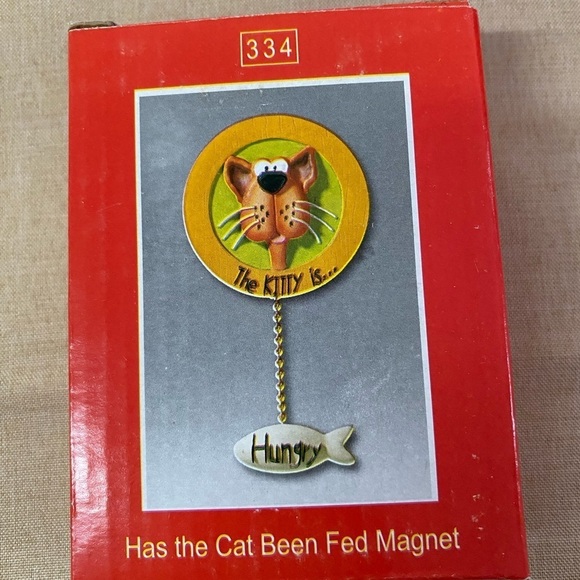 334
The KITTY is...
Hungry
Has the Cat Been Fed Magnet